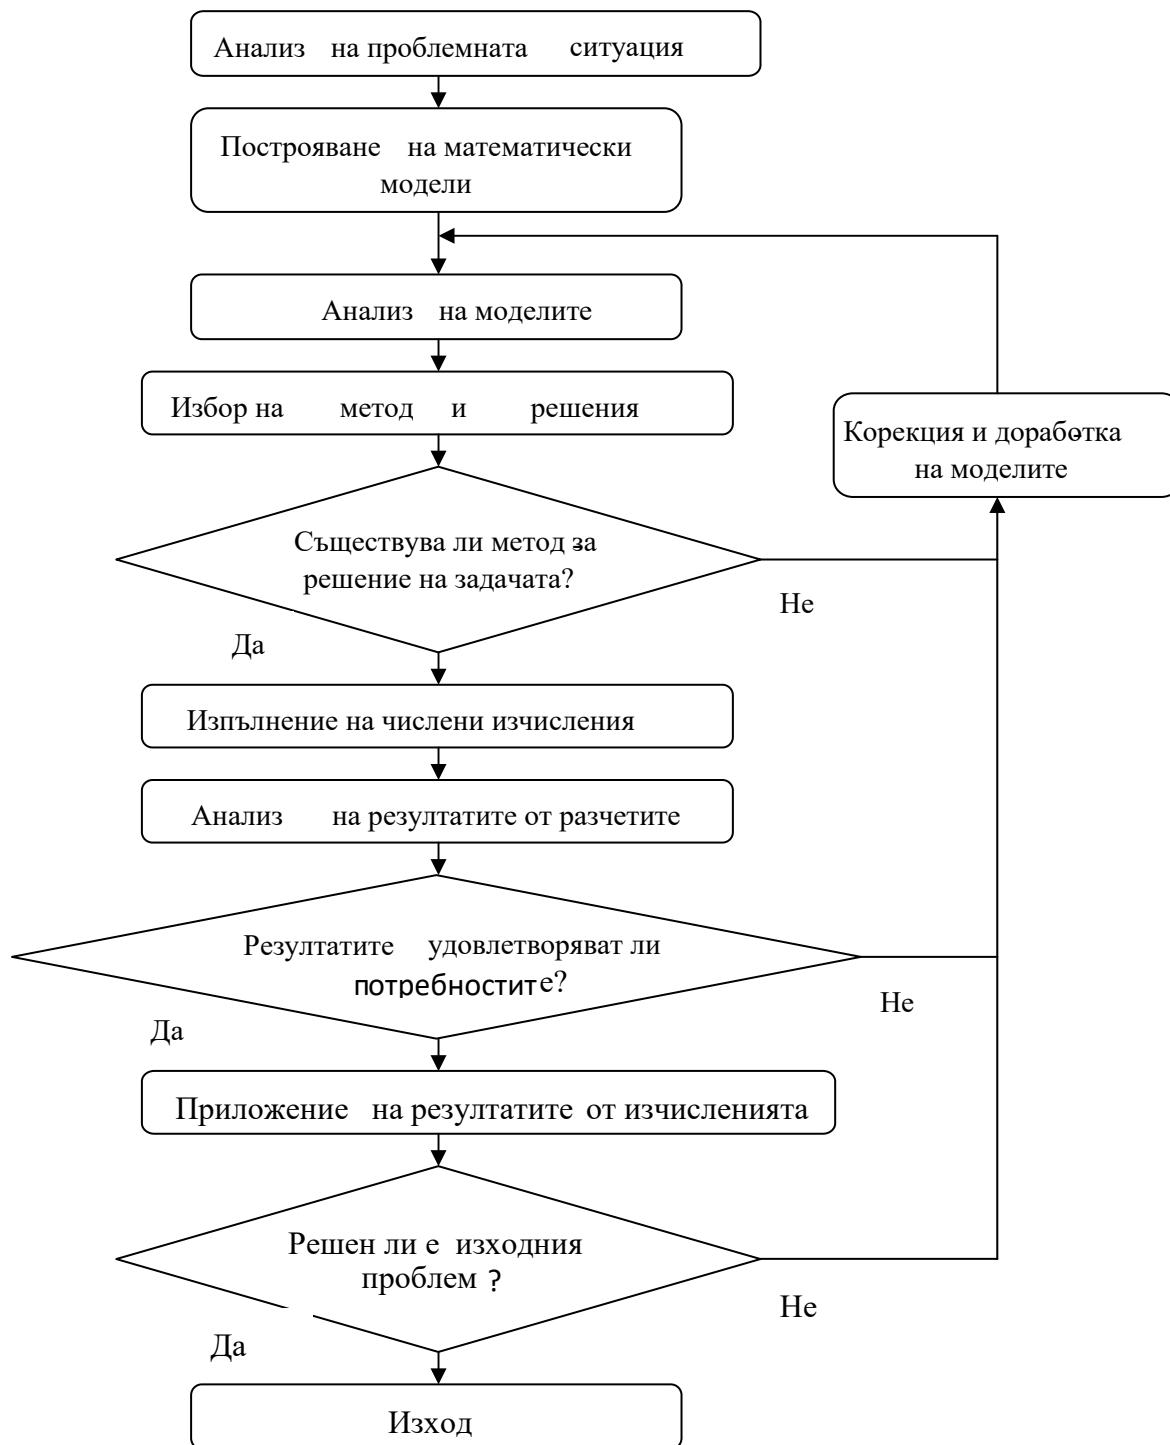 Анализ на проблемната ситуация
Построяване на математически
модели
Анализ на моделите
Избор на метод и решения
Корекция и доработка
на моделите
Съществува ли метод за
решение на задачата?
Не
Да
Изпълнение на числени изчисления
Анализ на резултатите от разчетите
Резултатите удовлетворяват ли
потребностите?
Не
Да
Приложение на резултатите от изчисленията
Решен ли е изходния
проблем ?
Не
Да
Изход